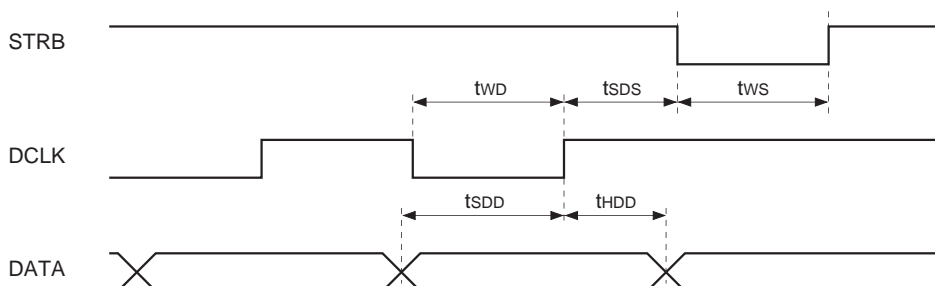 STRB
tWD tSDS tWS
DCLK
tSDD tHDD
DATA